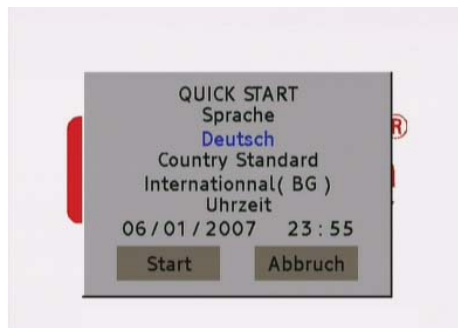 QUICK START
Sprache
Deutsch
Country Standard
Internationnal( BG )
Uhrzeit
06/01/2007 23:55
Start Abbruch
®